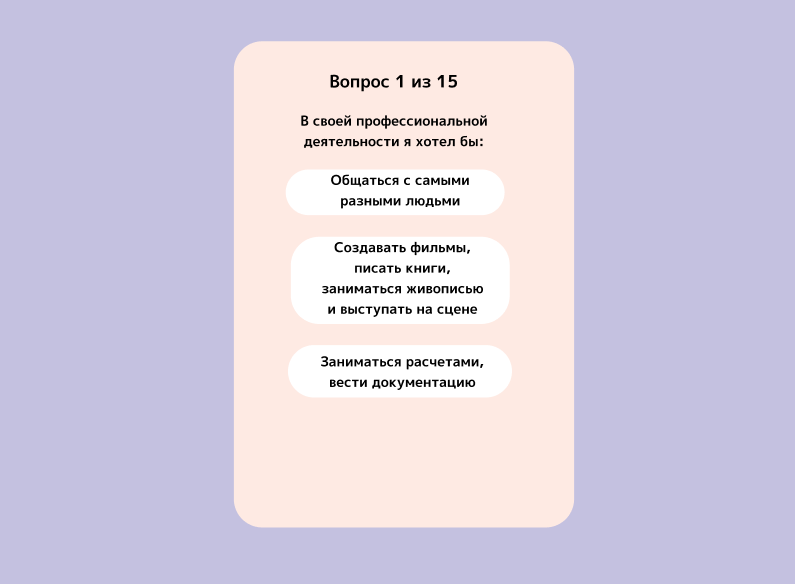 Вопрос 1 из 15
В своей профессиональной
деятельности я хотел бы:
Общаться с самыми
разными людьми
Создавать фильмы,
писать книги,
заниматься живописью
и выступать на сцене
Заниматься расчетами,
вести документацию